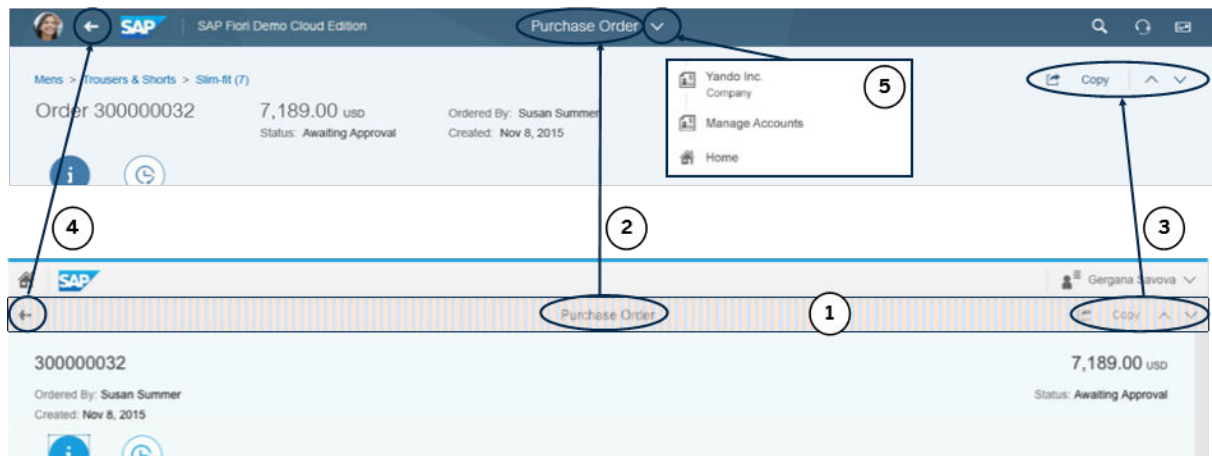 SAP SAP Fiori Demo Cloud Edition Purchase Order
Mens > Trousers & Shorts > Slim-fit (7) Copy
Order 300000032 7,189.00 USD Ordered By: Susan Summer
Status: Awaiting Approval Created: Nov 8, 2015
Yando Inc.
Company
Manage Accounts
Home
5
i
4 2 3
SAP Gergana Savova
Purchase Order 1 Copy
300000032 7,189.00 USD
Ordered By: Susan Summer Status: Awaiting Approval
Created: Nov 8, 2015
i